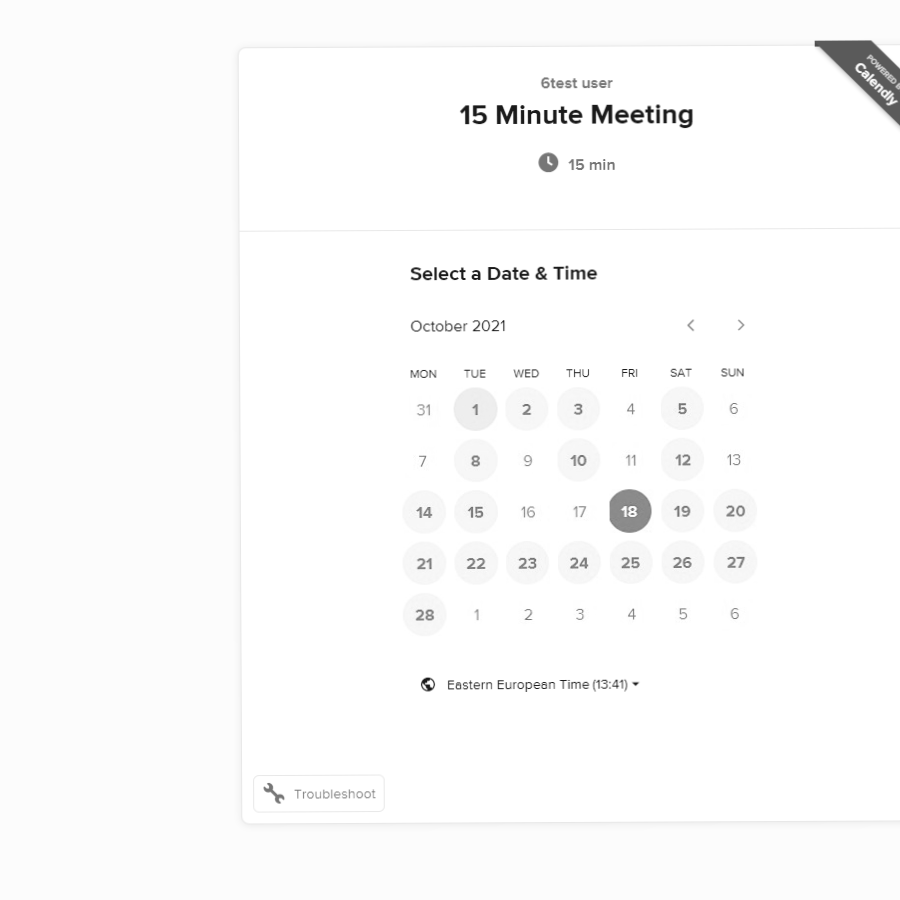 POWERED
Calendly
6test user
15 Minute Meeting
15 min
Select a Date & Time
October 2021
MON TUE WED THU FRI SAT SUN
31 1 2 3 4 5 6
7 8 9 10 11 12 13
14 15 16 17 18 19 20
21 22 23 24 25 26 27
28 1 2 3 4 5 6
Eastern European Time (13:41)
Troubleshoot